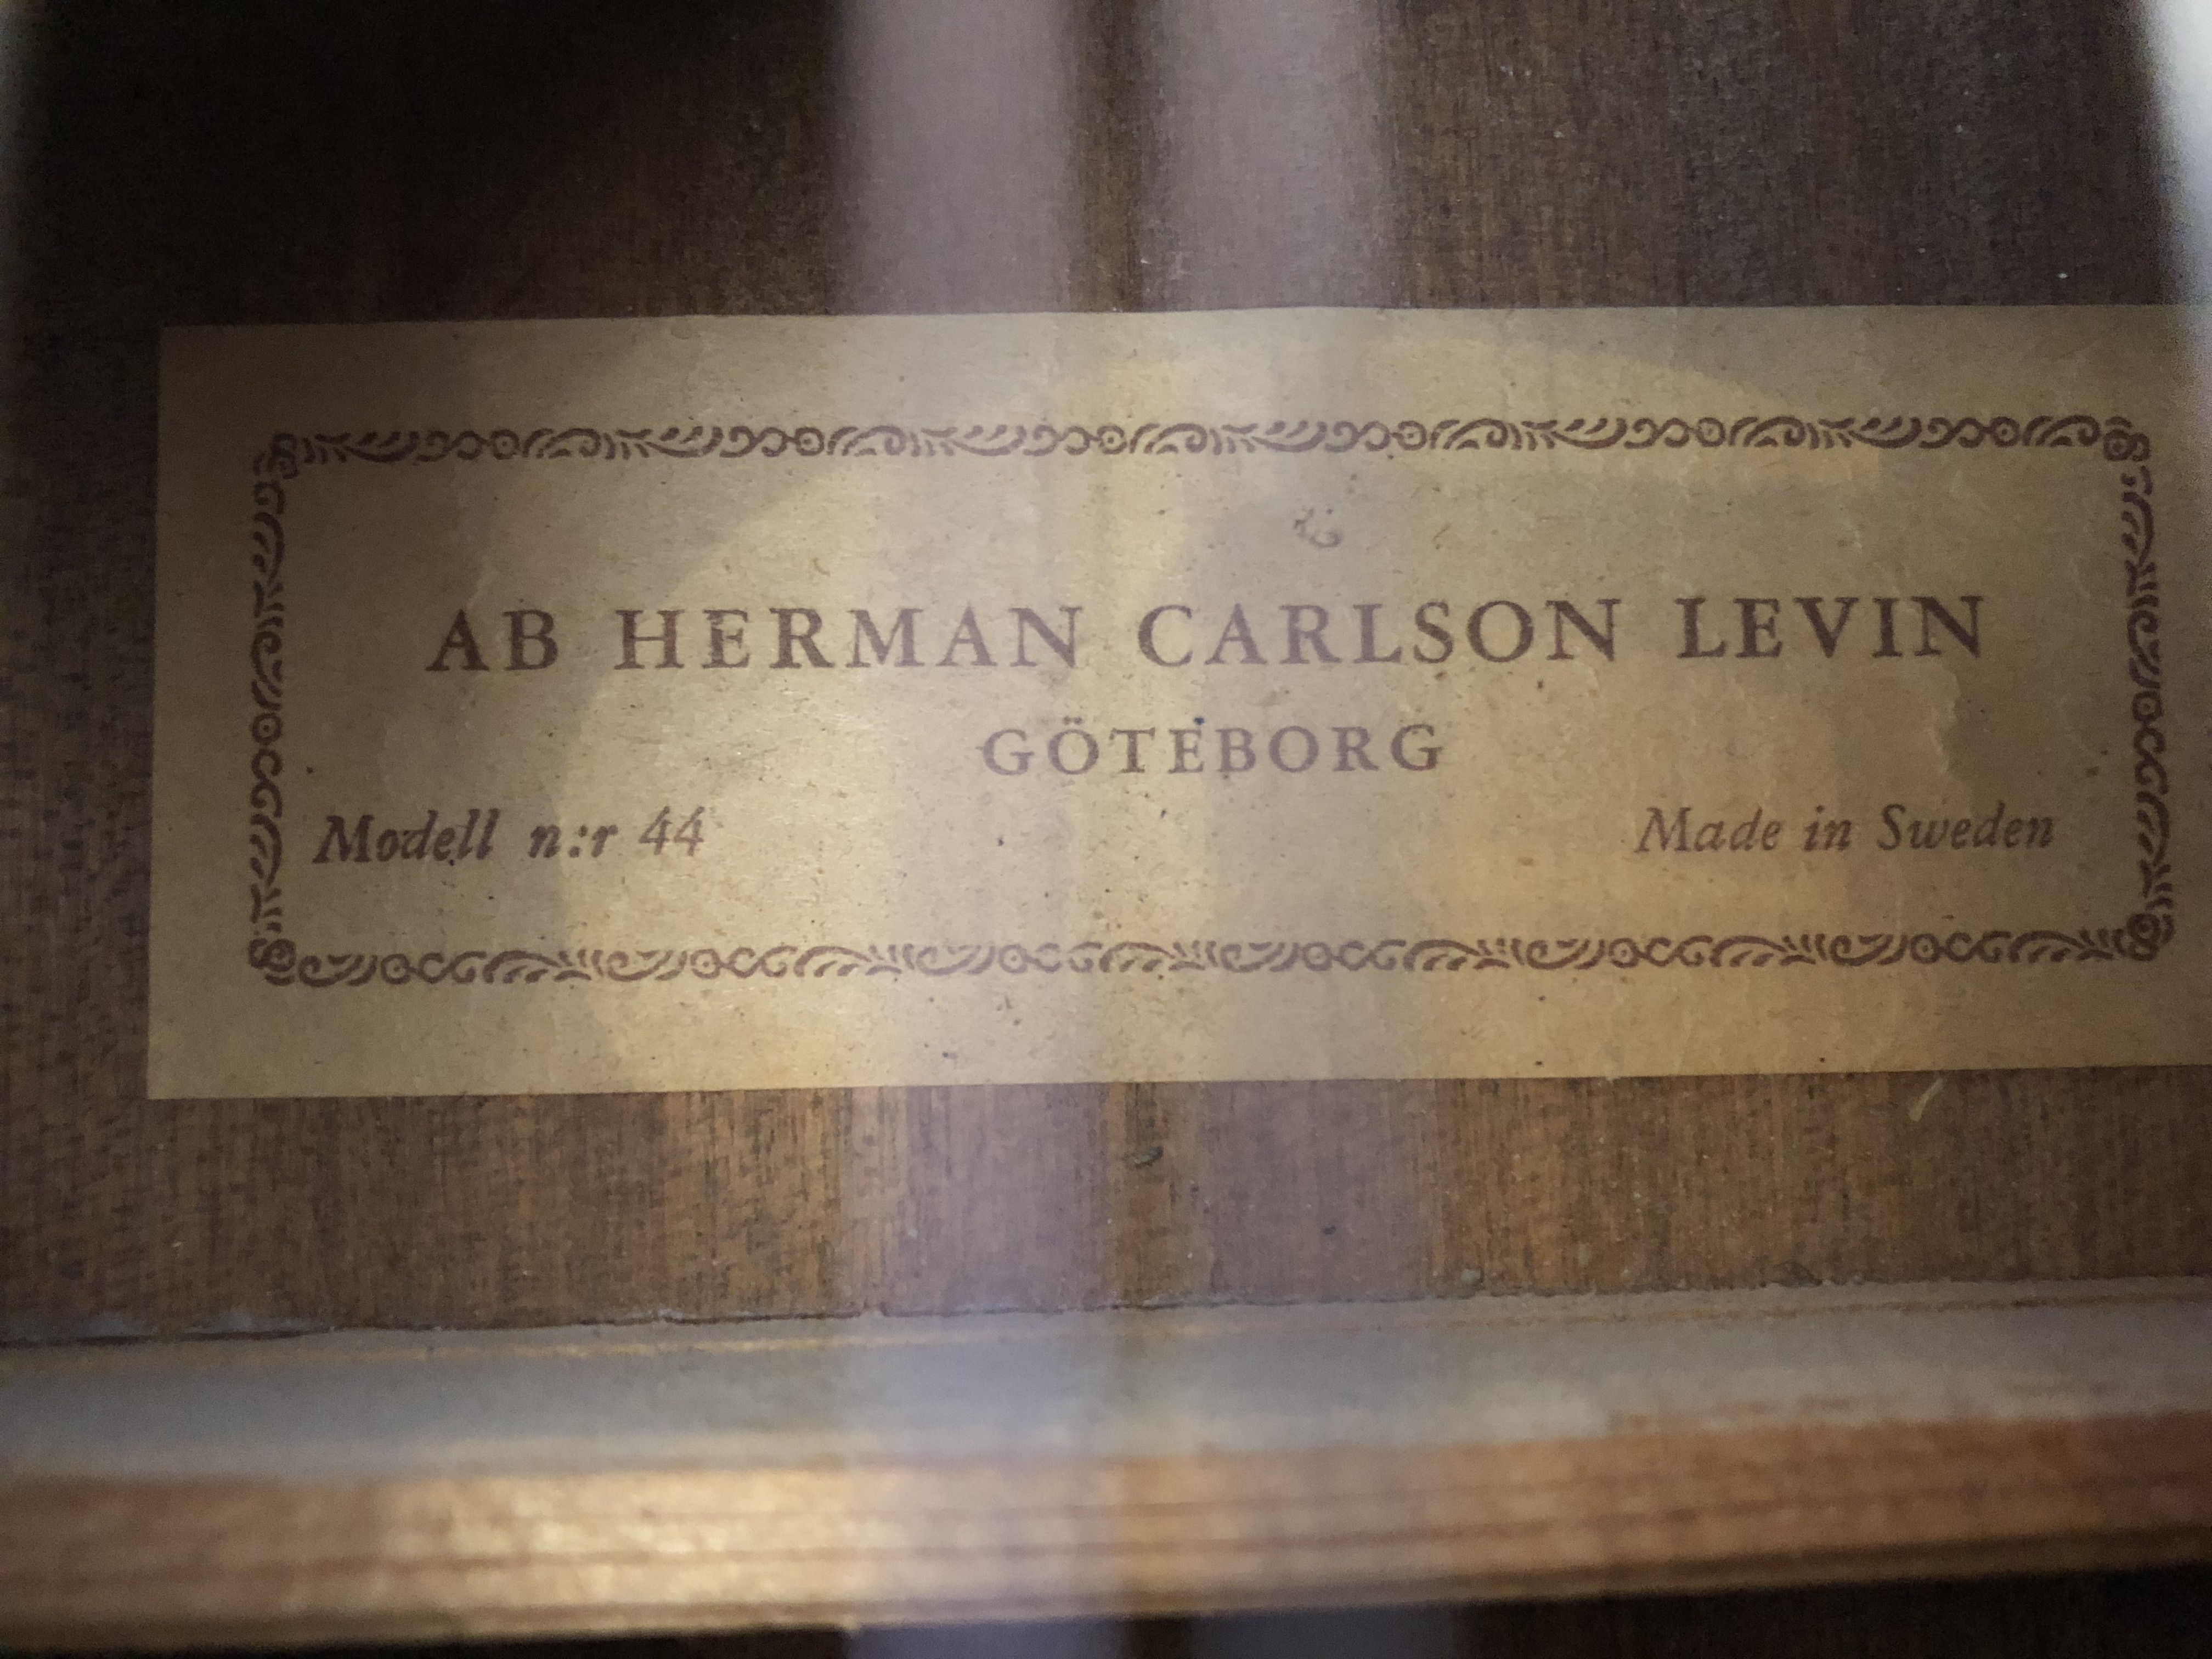 AB HERMAN CARLSON LEVIN
GÖTEBORG
Modell n:r 44 Made in Sweden